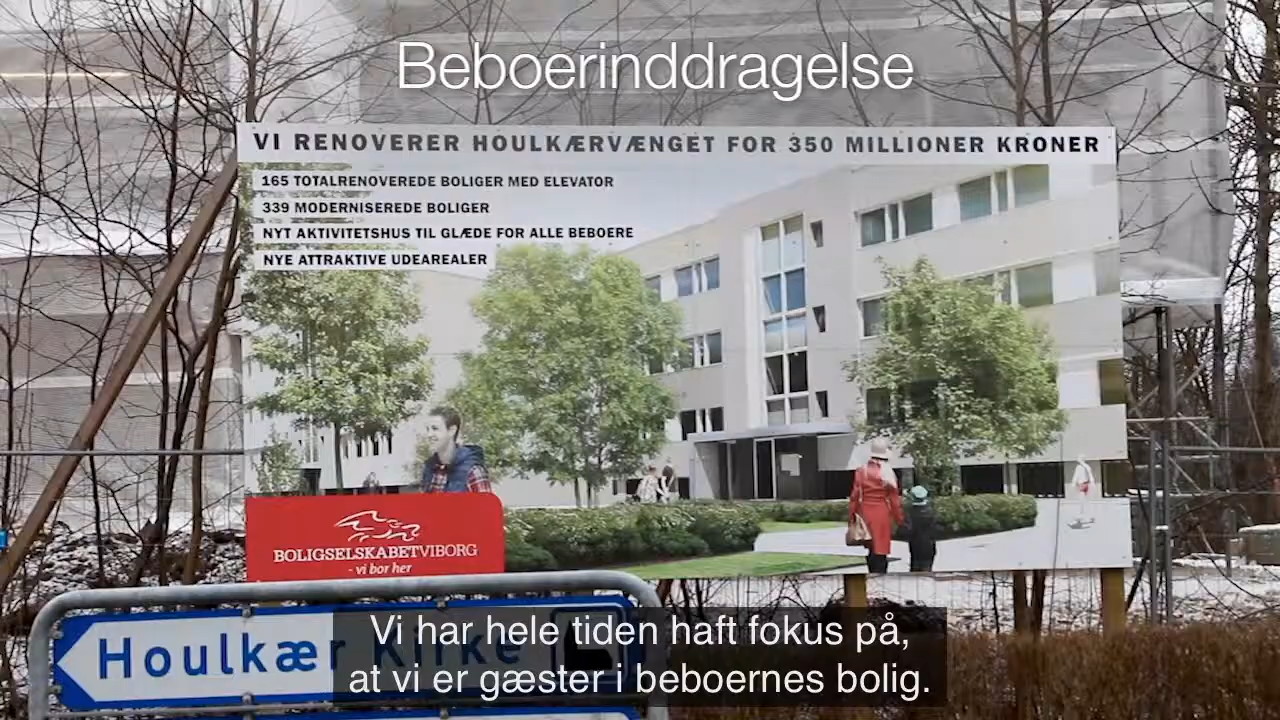 Beboerinddragelse
VI RENOVERER HOULKÆRVÆNGET FOR 350 MILLIONER KRONER
165 TOTALRENOVEREDE BOLIGER MED ELEVATOR
339 MODERNISEREDE BOLIGER
NYT AKTIVITETSHUS TIL GLÆDE FOR ALLE BEBOERE
NYE ATTRAKTIVE UDEAREALER
BOLIGSELSKABETVIBORG
- vi bor her
Houlkær Kirke
Vi har hele tiden haft fokus på,
at vi er gæster i beboernes bolig.